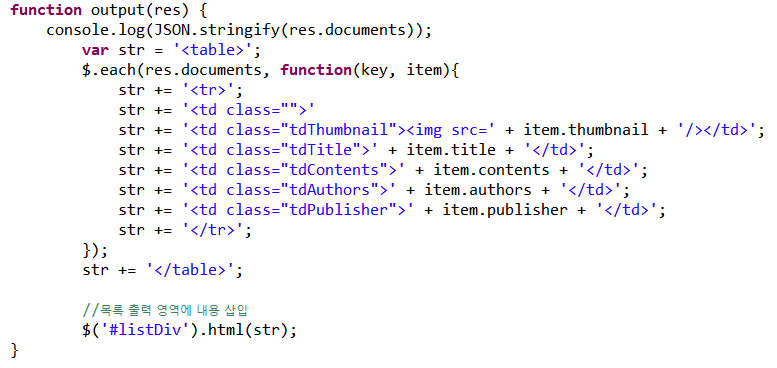 function output(res) {
    console.log(JSON.stringify(res.documents));
        var str = '<table>';
        $.each(res.documents, function(key, item){
            str += '<tr>';
            str += '<td class="">'
            str += '<td class="tdThumbnail"><img src=' + item.thumbnail + '/></td>';
            str += '<td class="tdTitle">' + item.title + '</td>';
            str += '<td class="tdContents">' + item.contents + '</td>';
            str += '<td class="tdAuthors">' + item.authors + '</td>';
            str += '<td class="tdPublisher">' + item.publisher + '</td>';
            str += '</tr>';
        });
        str += '</table>';

        //목록 출력 영역에 내용 삽입
        $('#listDiv').html(str);
}